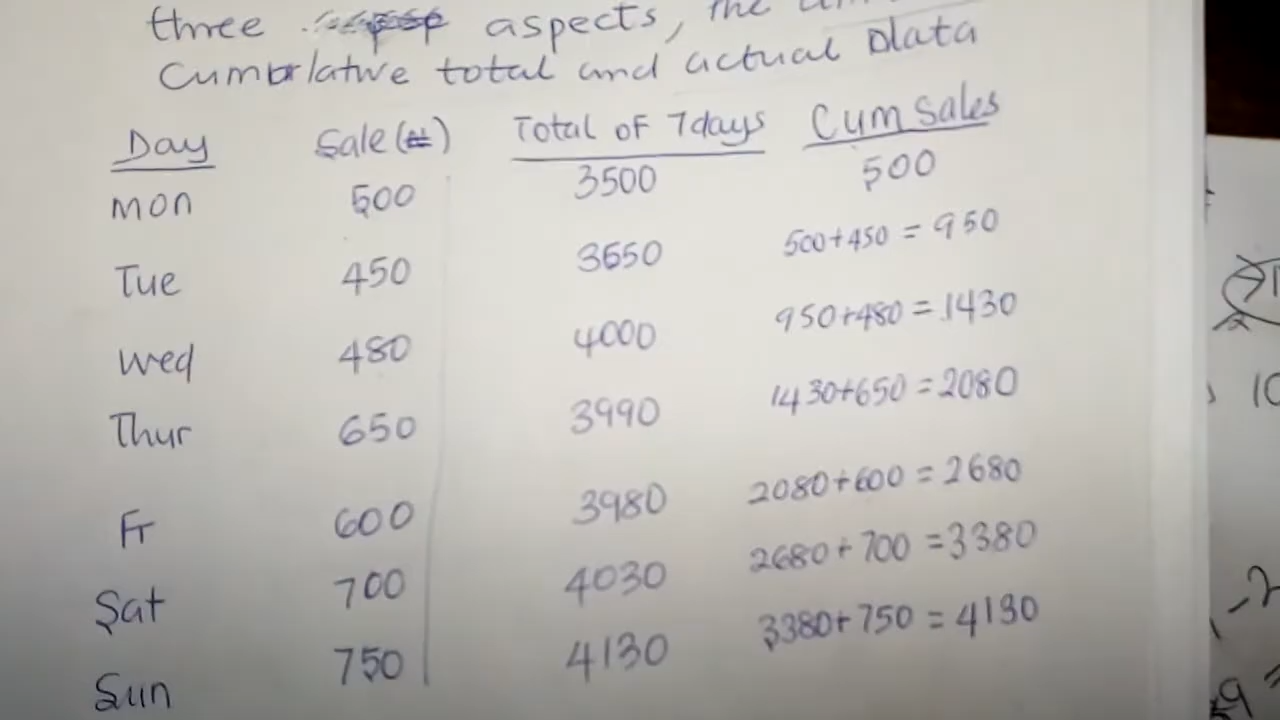 three aspects, the
Cumulative total and actual Data
Day Sale (₦) Total of 7days Cum Sales
Mon 500 3500 500
Tue 450 3650 500+450 = 950
Wed 480 4000 950+480 = 1430
Thur 650 3990 1430+650 = 2080
Fr 600 3980 2080+600 = 2680
Sat 700 4030 2680+700 = 3380
Sun 750 4130 3380+750 = 4130